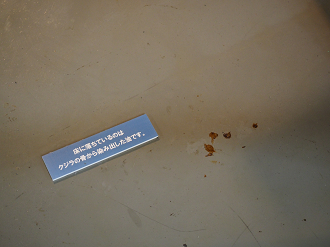 床に落ちているのは
クジラの骨から染み出した油です。